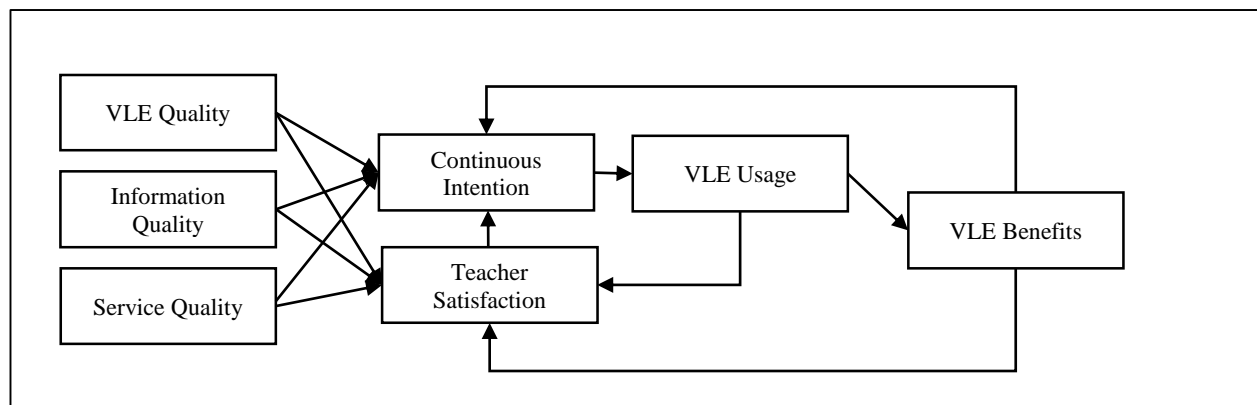 VLE Quality
Information
Quality
Service Quality
Continuous
Intention
Teacher
Satisfaction
VLE Usage
VLE Benefits